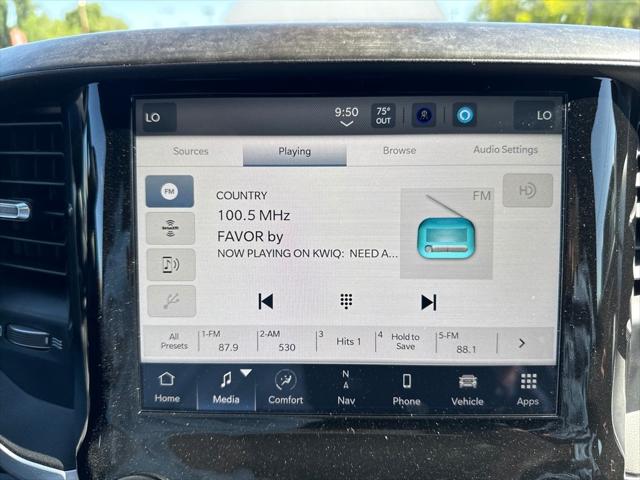 LO 9:50 75° OUT LO
Sources Playing Browse Audio Settings
FM
COUNTRY
FM
HD
100.5 MHz
SiriusXM
FAVOR by
NOW PLAYING ON KWIQ: NEED A...
All Presets
1-FM 87.9
2-AM 530
3 Hits 1
4 Hold to Save
5-FM 88.1
Home Media Comfort N Nav Phone Vehicle Apps